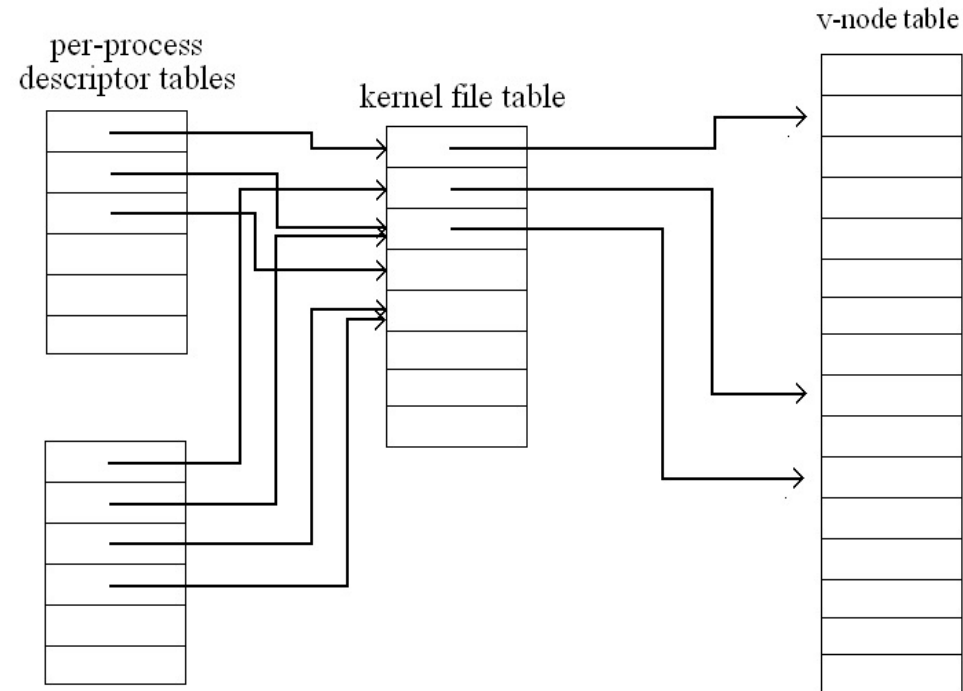 per-process
descriptor tables
kernel file table
v-node table